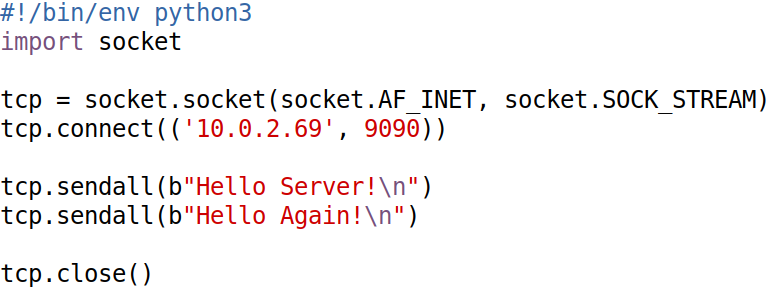 #!/bin/env python3
import socket

tcp = socket.socket(socket.AF_INET, socket.SOCK_STREAM)
tcp.connect(('10.0.2.69', 9090))

tcp.sendall(b"Hello Server!\n")
tcp.sendall(b"Hello Again!\n")

tcp.close()